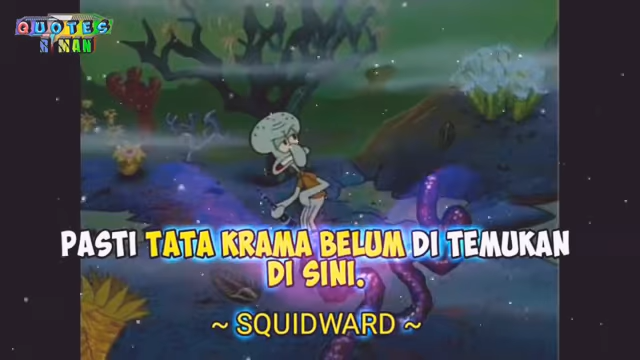 QUOTES
R MAN
PASTI TATA KRAMA BELUM DI TEMUKAN
DI SINI.
~ SQUIDWARD ~